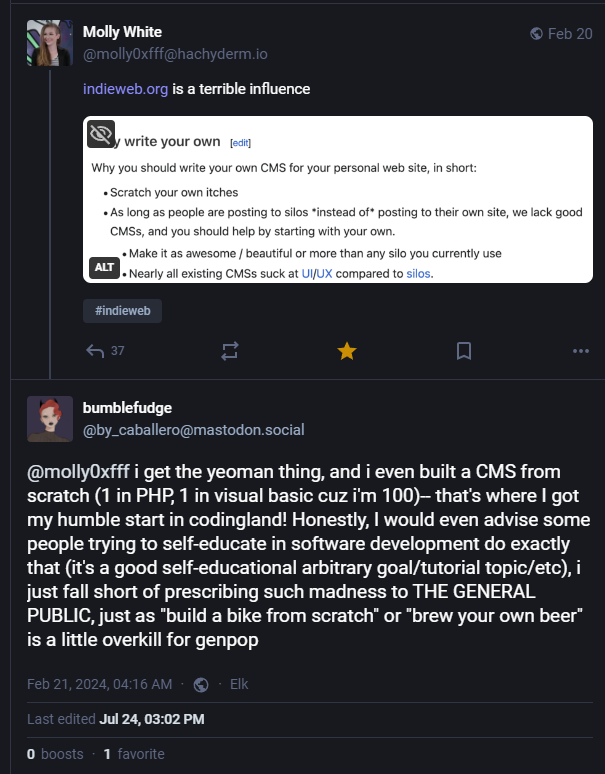 Molly White
Feb 20
@molly0xfff@hachyderm.io
indieweb.org is a terrible influence
y write your own [edit]
Why you should write your own CMS for your personal web site, in short:
• Scratch your own itches
• As long as people are posting to silos *instead of* posting to their own site, we lack good
CMSs, and you should help by starting with your own.
• Make it as awesome / beautiful or more than any silo you currently use
ALT
• Nearly all existing CMSs suck at UI/UX compared to silos.
#indieweb
37
bumblefudge
@by_caballero@mastodon.social
@molly0xfff i get the yeoman thing, and i even built a CMS from
scratch (1 in PHP, 1 in visual basic cuz i'm 100)-- that's where I got
my humble start in codingland! Honestly, I would even advise some
people trying to self-educate in software development do exactly
that (it's a good self-educational arbitrary goal/tutorial topic/etc), i
just fall short of prescribing such madness to THE GENERAL
PUBLIC, just as "build a bike from scratch" or "brew your own beer"
is a little overkill for genpop
Feb 21, 2024, 04:16 AM · · Elk
Last edited Jul 24, 03:02 PM
0 boosts · 1 favorite